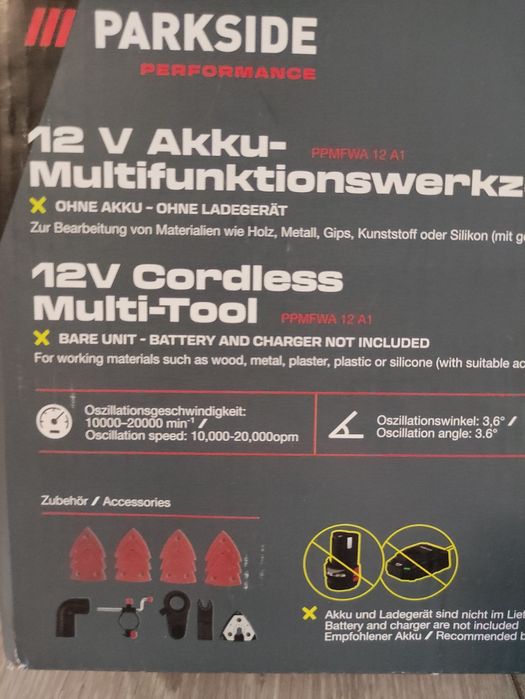 PARKSIDE
PERFORMANCE
12 V Akku- PPMFWA 12 A1
Multifunktionswerkz
X OHNE AKKU – OHNE LADEGERÄT
Zur Bearbeitung von Materialien wie Holz, Metall, Gips, Kunststoff oder Silikon (mit g
12V Cordless
Multi-Tool PPMFWA 12 A1
X BARE UNIT - BATTERY AND CHARGER NOT INCLUDED
For working materials such as wood, metal, plaster, plastic or silicone (with suitable ac
Oszillationsgeschwindigkeit:
10000–20000 min⁻¹ /
Oscillation speed: 10,000-20,000opm
Oszillationswinkel: 3,6° /
Oscillation angle: 3.6°
Zubehör / Accessories
X Akku und Ladegerät sind nicht im Lief
Battery and charger are not included
Empfohlener Akku / Recommended b